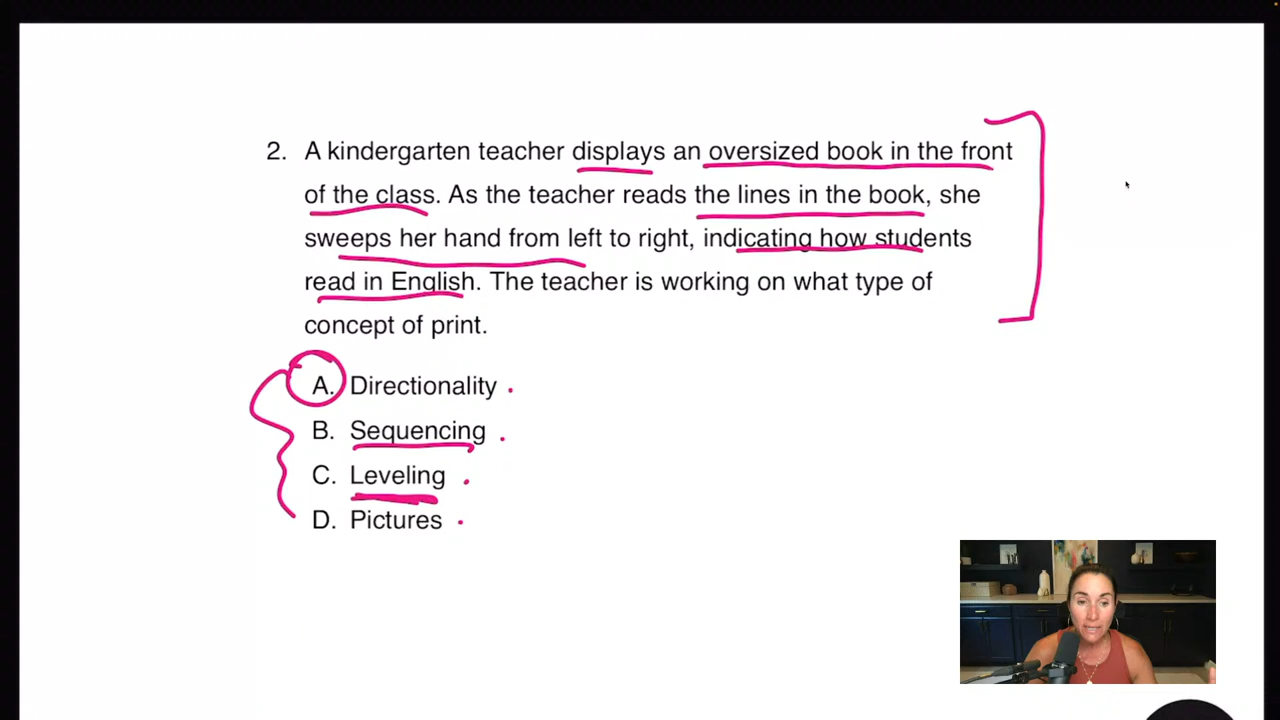 2. A kindergarten teacher displays an oversized book in the front
of the class. As the teacher reads the lines in the book, she
sweeps her hand from left to right, indicating how students
read in English. The teacher is working on what type of
concept of print.
A. Directionality
B. Sequencing
C. Leveling
D. Pictures